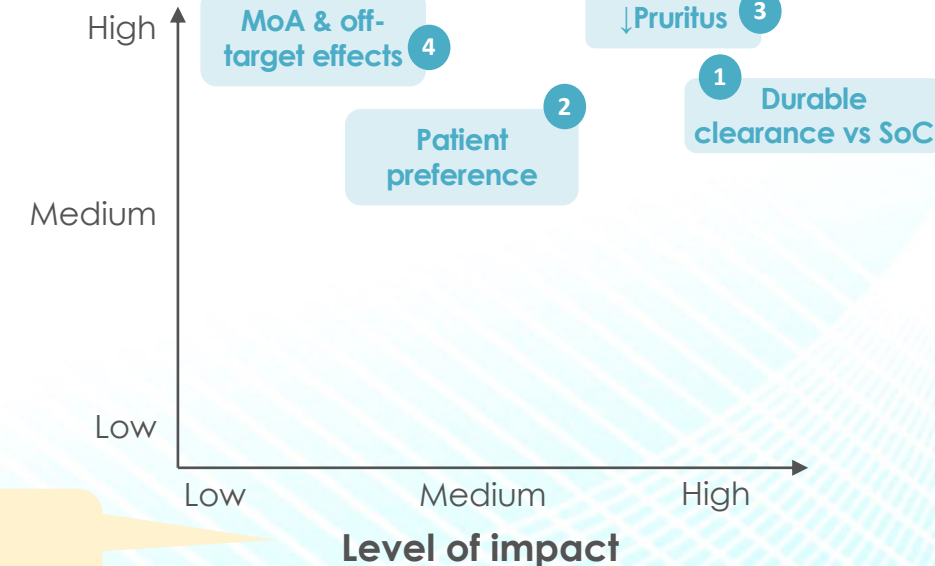 High
MoA & off-
target effects
4
↓Pruritus
3
1
Durable
clearance vs SoC
2
Patient
preference
Medium
Low
Low
Medium
High
Level of impact